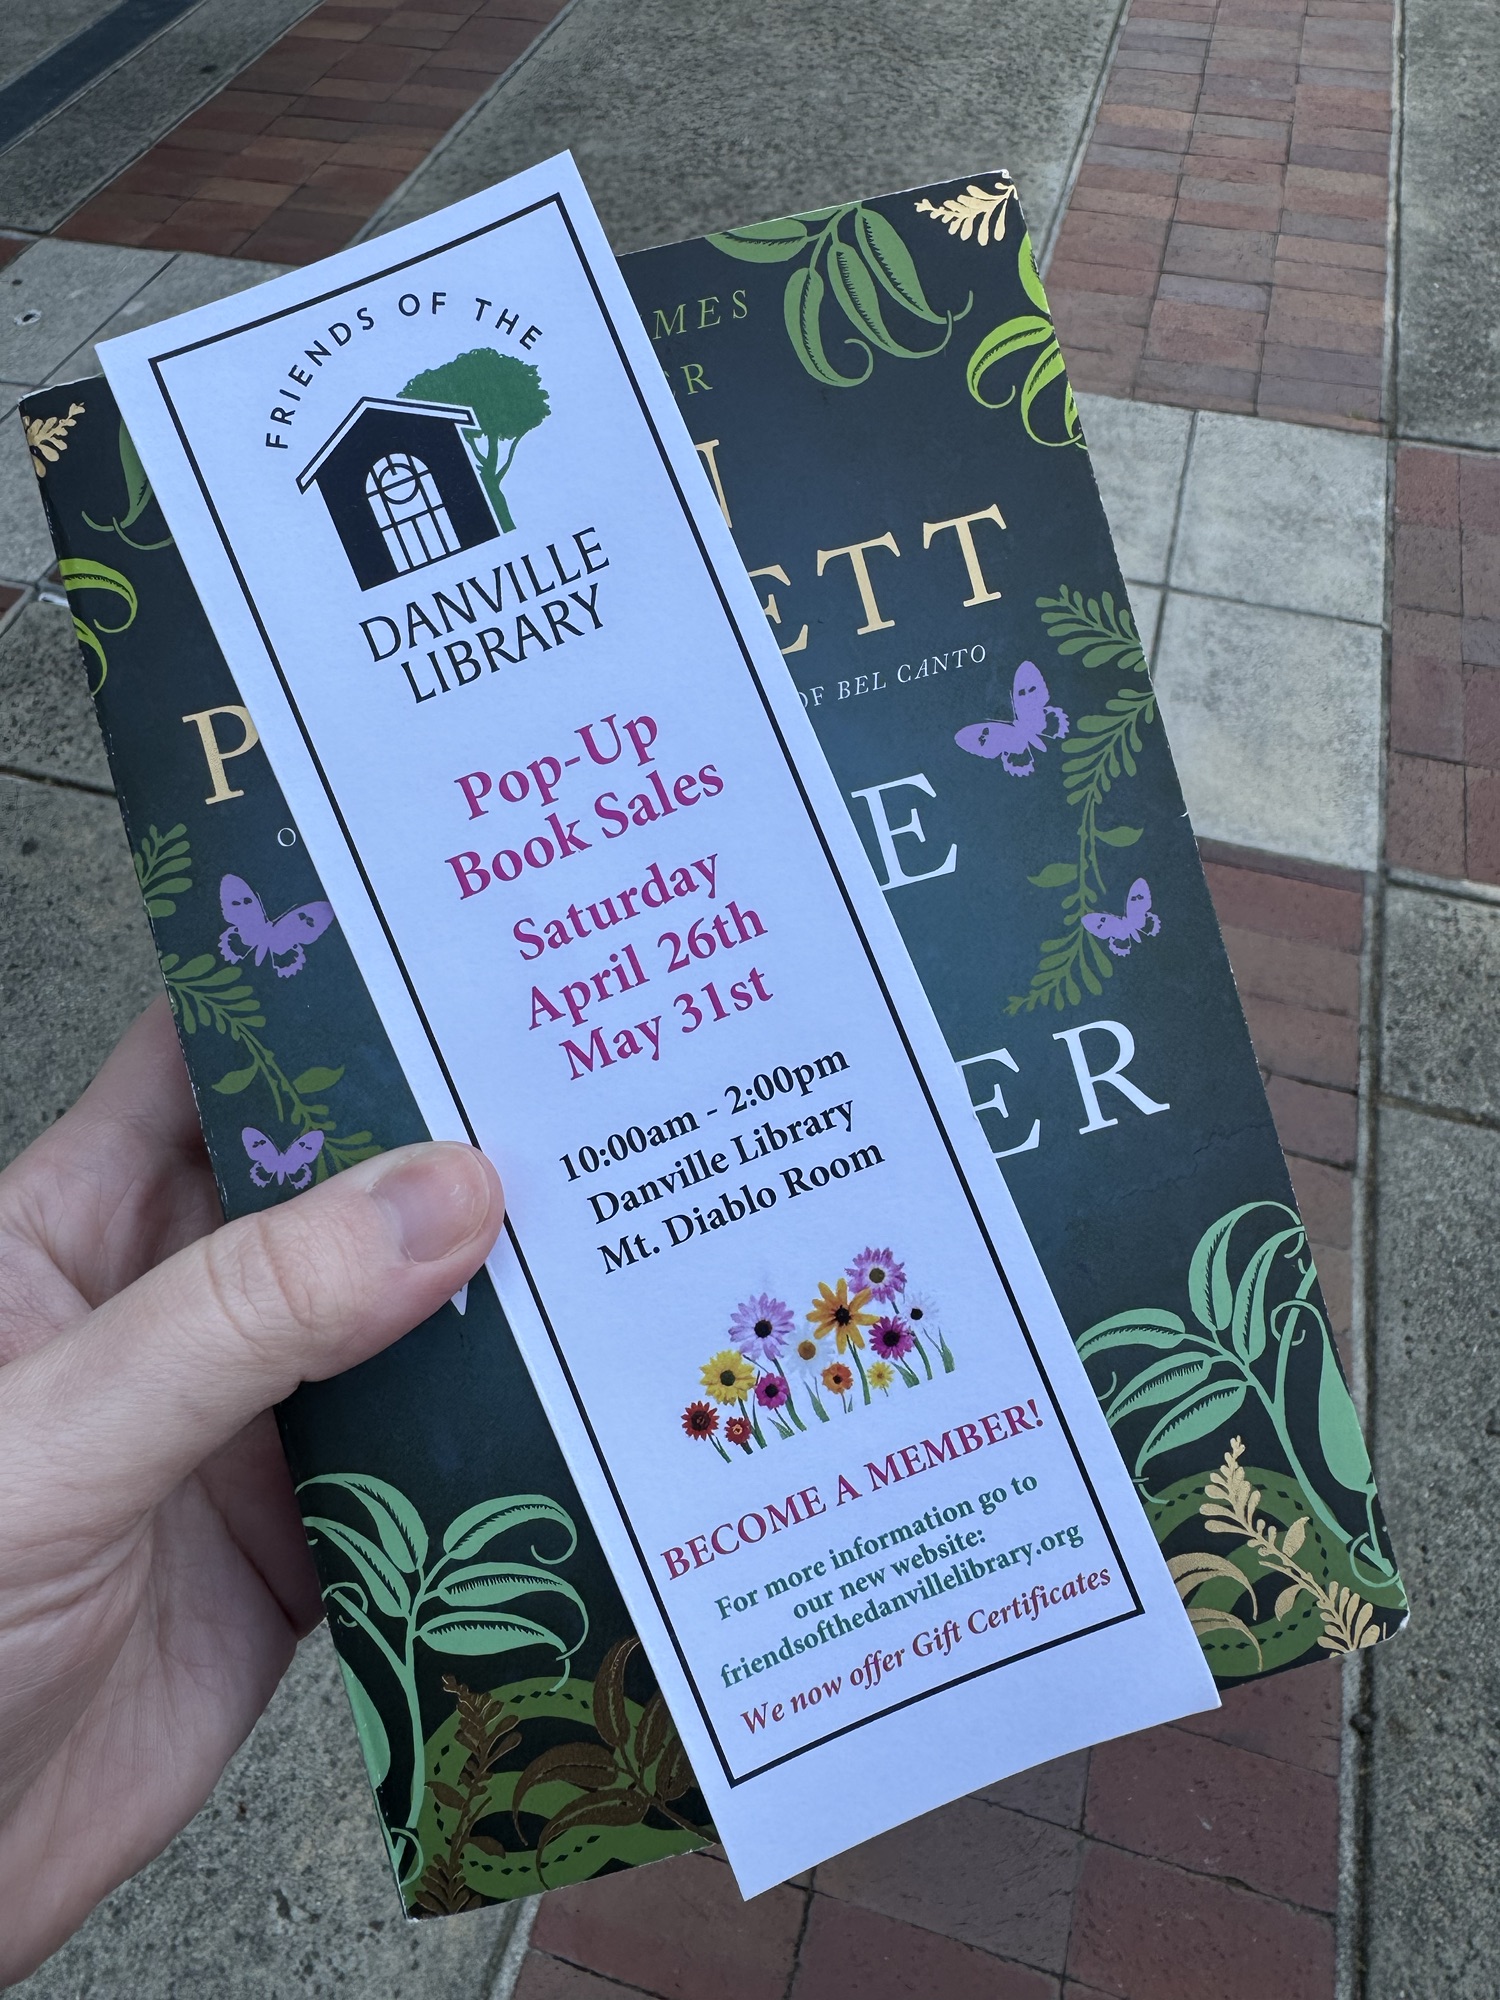 FRIENDS OF THE
DANVILLE
LIBRARY
Pop-Up
Book Sales
Saturday
April 26th
May 31st
10:00am - 2:00pm
Danville Library
Mt. Diablo Room
BECOME A MEMBER!
For more information go to
our new website:
friendsofthedanvillelibrary.org
We now offer Gift Certificates
MES
ER
N
P ETT
O OF BEL CANTO
E
ER